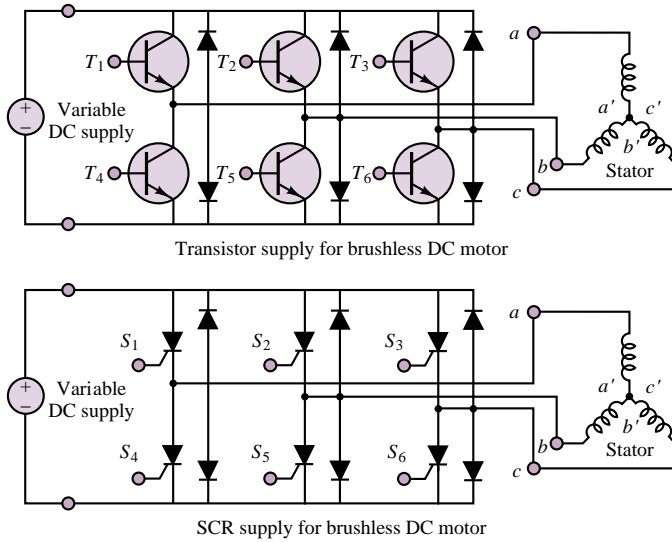 a
T1 T2 T3
+
−
Variable
DC supply
a′ c′
b′
T4 T5 T6
b
Stator
c
Transistor supply for brushless DC motor
a
S1 S2 S3
+
−
Variable
DC supply
a′ c′
b′
S4 S5 S6
b
Stator
c
SCR supply for brushless DC motor